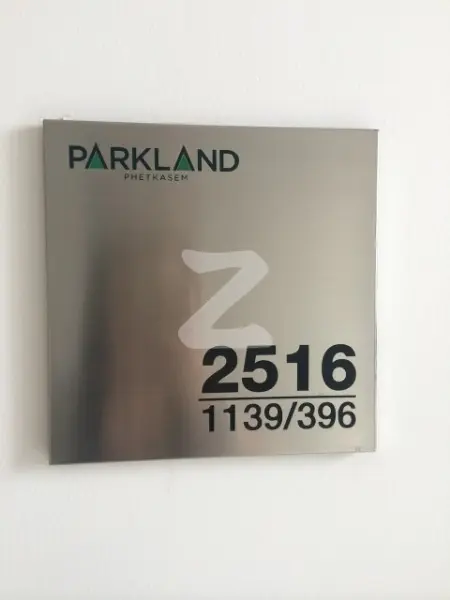 PARKLAND
PHETKASEM
Z
2516
1139/396